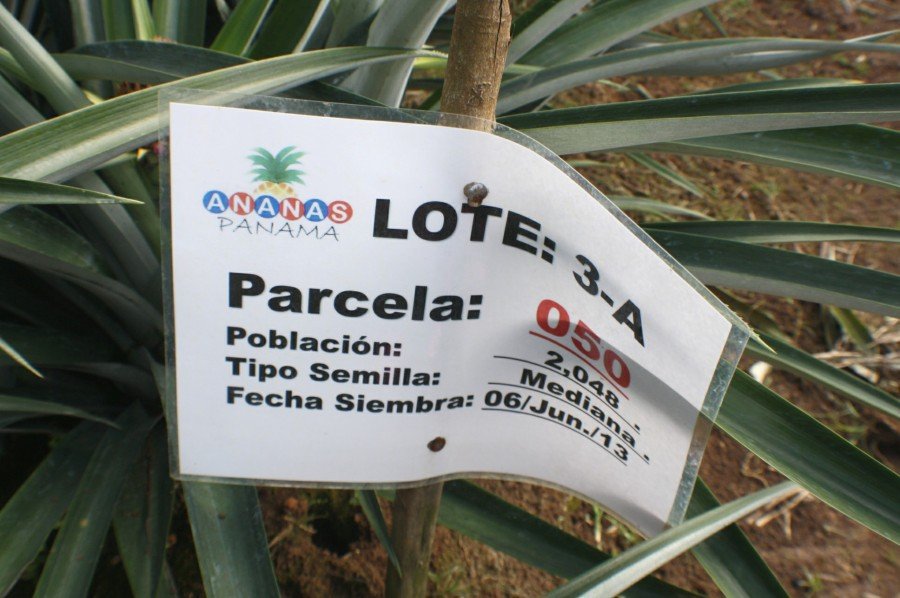 ANANAS
PANAMA
LOTE: 3-A
Parcela: 050
Población: 2,048 .
Tipo Semilla: Mediana .
Fecha Siembra: 06/Jun./13 .